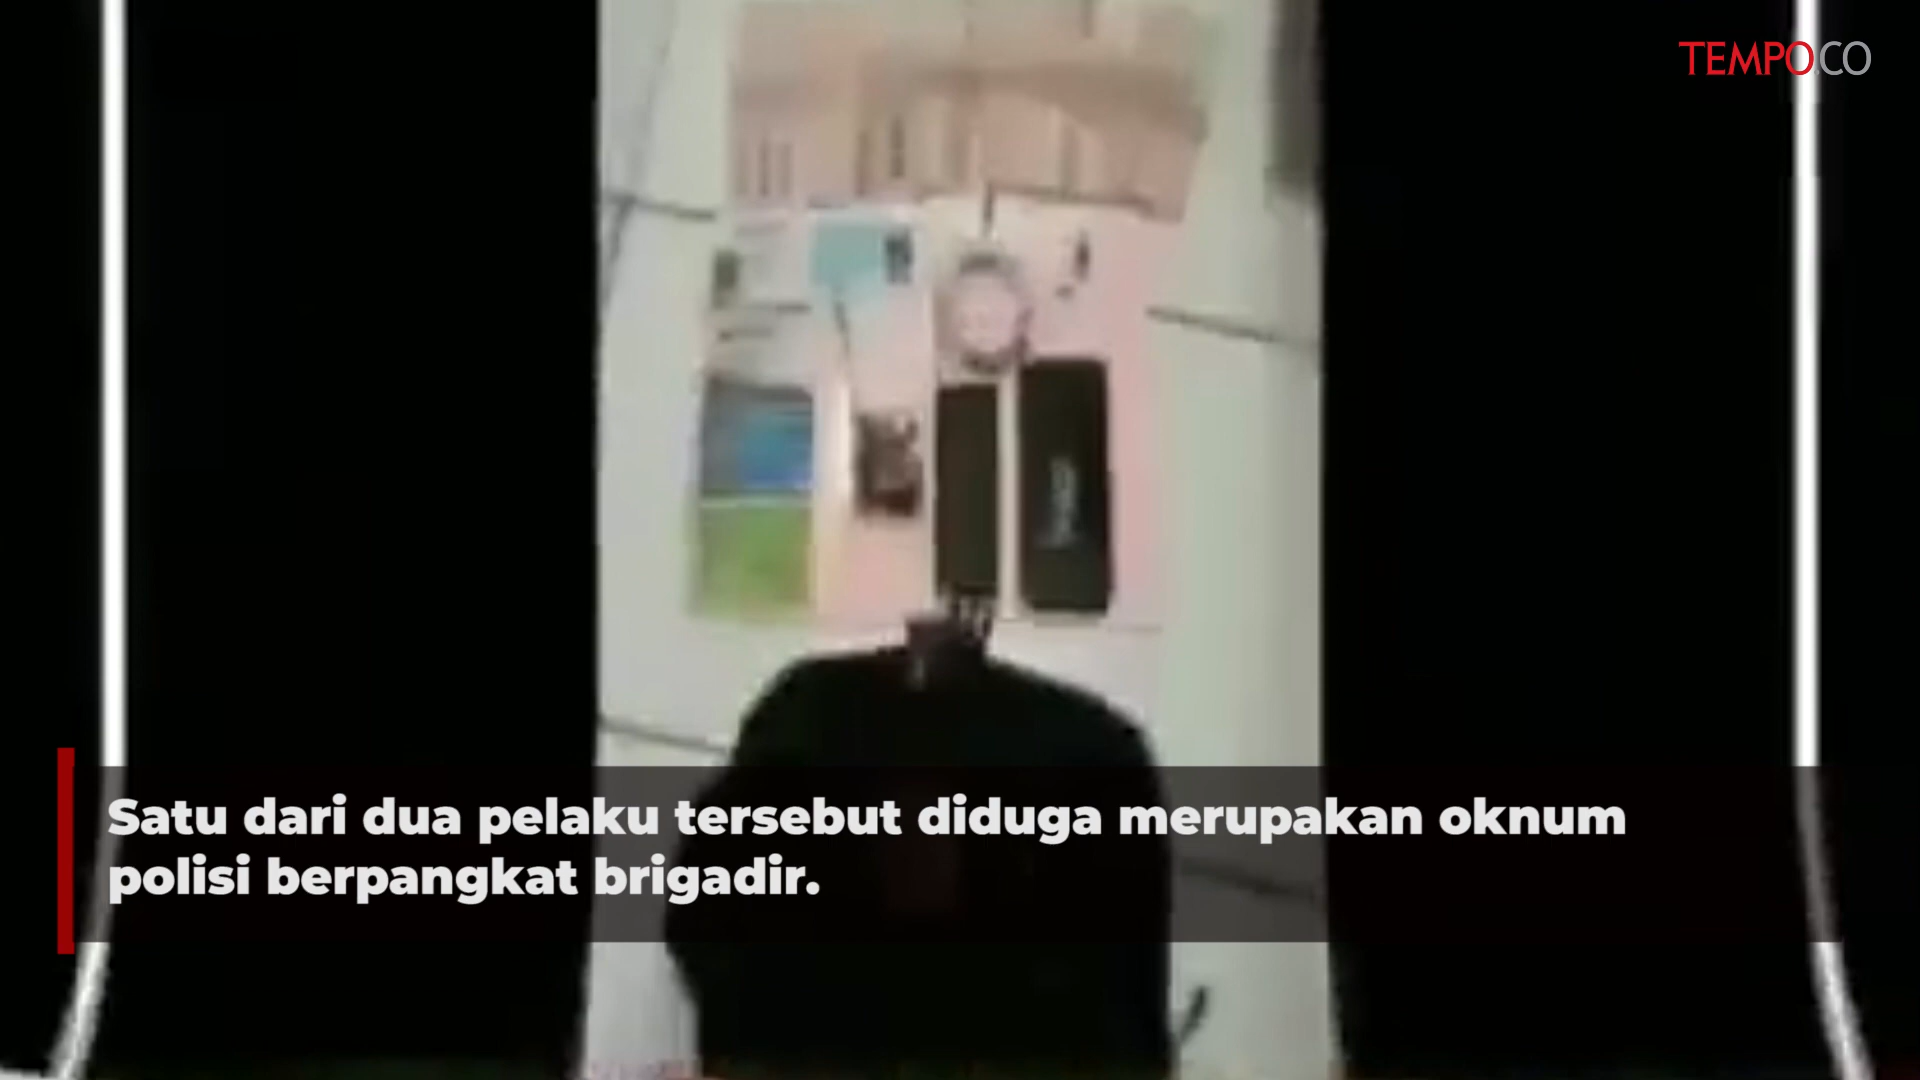 TEMPO.CO
Satu dari dua pelaku tersebut diduga merupakan oknum
polisi berpangkat brigadir.